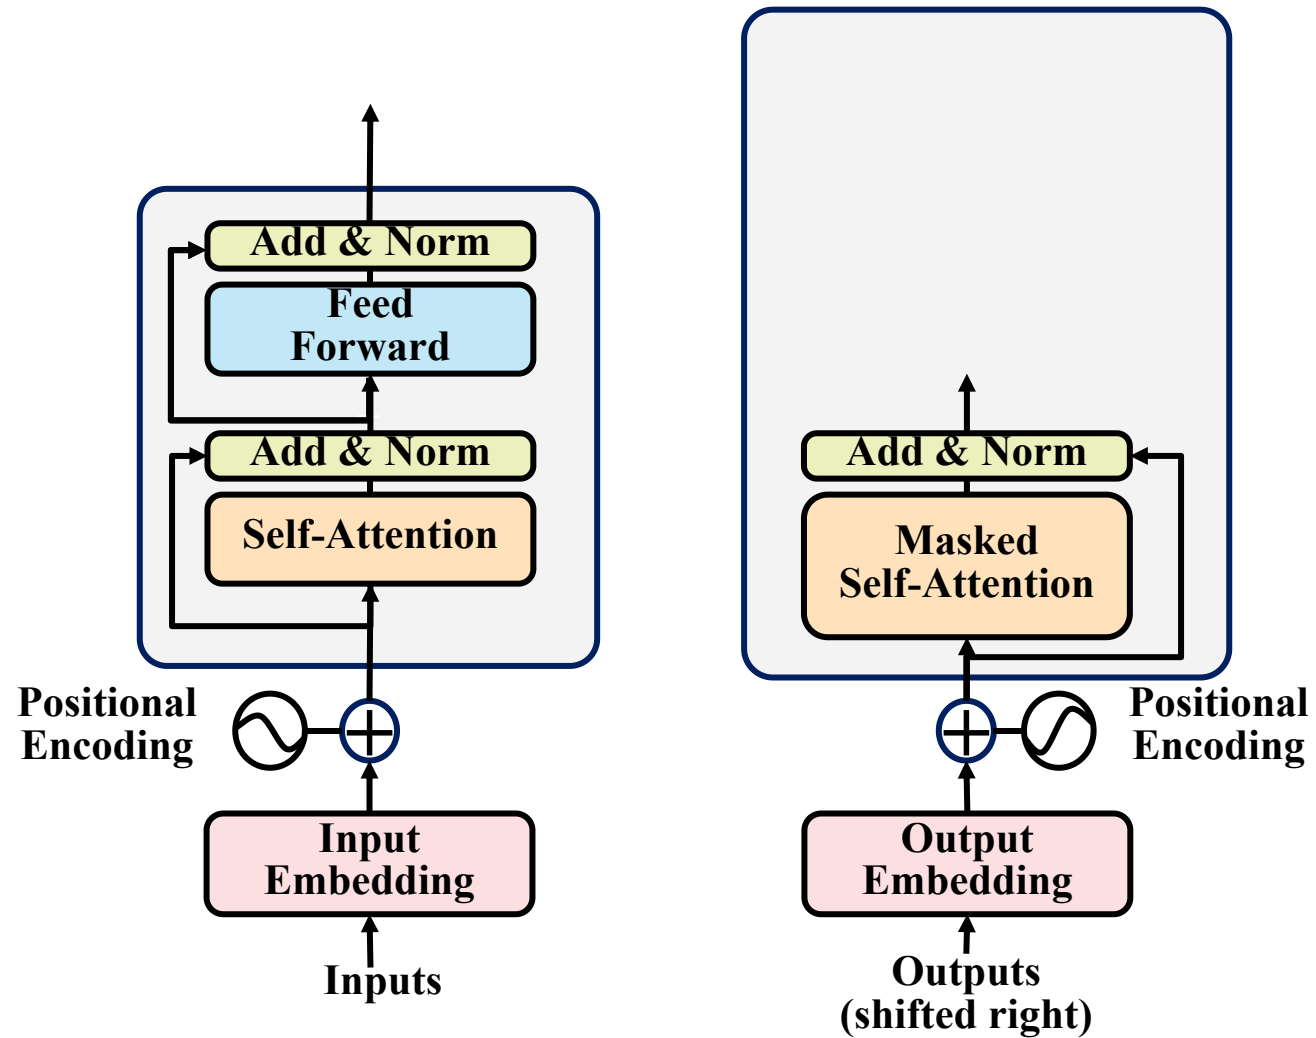 Add & Norm
Feed
Forward
Add & Norm
Self-Attention
Positional
Encoding
Input
Embedding
Inputs
Add & Norm
Masked
Self-Attention
Positional
Encoding
Output
Embedding
Outputs
(shifted right)